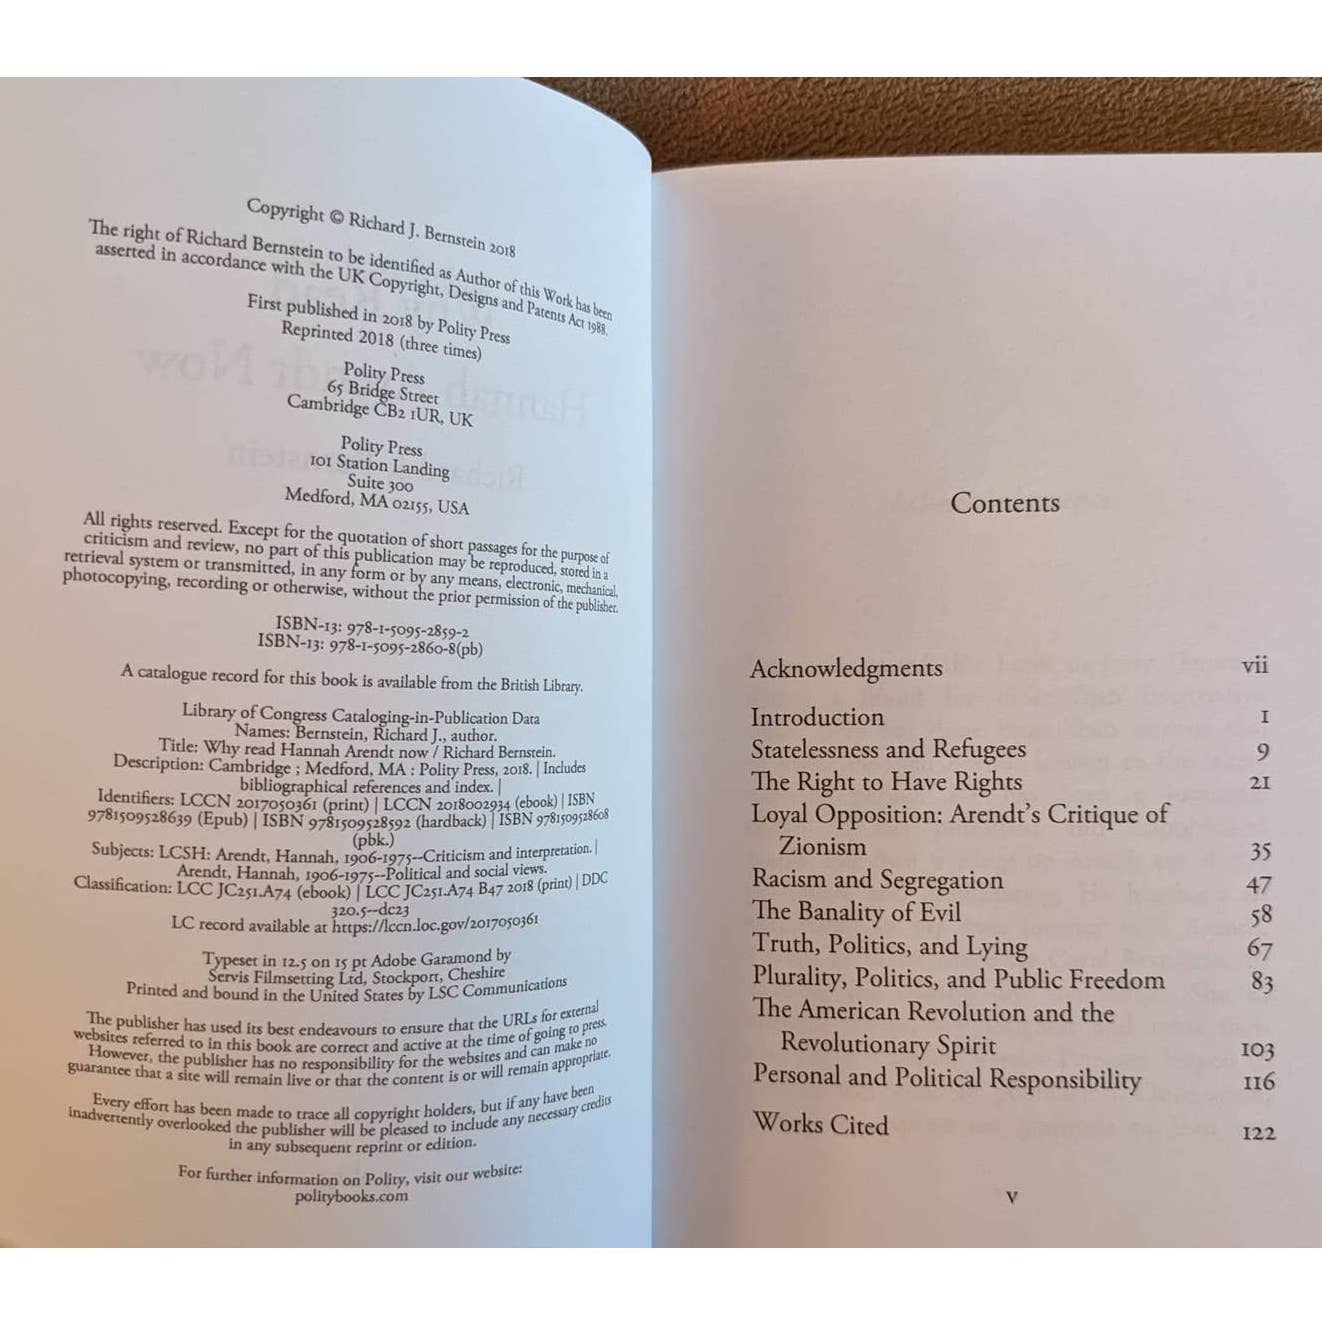 Copyright © Richard J. Bernstein 2018
The right of Richard Bernstein to be identified as Author of this Work has been
asserted in accordance with the UK Copyright, Designs and Patents Act 1988.
First published in 2018 by Polity Press
Reprinted 2018 (three times)
Polity Press
65 Bridge Street
Cambridge CB2 1UR, UK
Polity Press
101 Station Landing
Suite 300
Medford, MA 02155, USA
All rights reserved. Except for the quotation of short passages for the purpose of
criticism and review, no part of this publication may be reproduced, stored in a
retrieval system or transmitted, in any form or by any means, electronic, mechanical,
photocopying, recording or otherwise, without the prior permission of the publisher.
ISBN-13: 978-1-5095-2859-2
ISBN-13: 978-1-5095-2860-8(pb)
A catalogue record for this book is available from the British Library.
Library of Congress Cataloging-in-Publication Data
Names: Bernstein, Richard J., author.
Title: Why read Hannah Arendt now / Richard Bernstein.
Description: Cambridge ; Medford, MA : Polity Press, 2018. | Includes
bibliographical references and index. |
Identifiers: LCCN 2017050361 (print) | LCCN 2018002934 (ebook) | ISBN
9781509528639 (Epub) | ISBN 9781509528592 (hardback) | ISBN 9781509528608
(pbk.)
Subjects: LCSH: Arendt, Hannah, 1906-1975--Criticism and interpretation. |
Arendt, Hannah, 1906-1975--Political and social views.
Classification: LCC JC251.A74 (ebook) | LCC JC251.A74 B47 2018 (print) | DDC
320.5--dc23
LC record available at https://lccn.loc.gov/2017050361
Typeset in 12.5 on 15 pt Adobe Garamond by
Servis Filmsetting Ltd, Stockport, Cheshire
Printed and bound in the United States by LSC Communications
The publisher has used its best endeavours to ensure that the URLs for external
websites referred to in this book are correct and active at the time of going to press.
However, the publisher has no responsibility for the websites and can make no
guarantee that a site will remain live or that the content is or will remain appropriate.
Every effort has been made to trace all copyright holders, but if any have been
inadvertently overlooked the publisher will be pleased to include any necessary credits
in any subsequent reprint or edition.
For further information on Polity, visit our website:
politybooks.com
Contents
Acknowledgments vii
Introduction 1
Statelessness and Refugees 9
The Right to Have Rights 21
Loyal Opposition: Arendt's Critique of
Zionism 35
Racism and Segregation 47
The Banality of Evil 58
Truth, Politics, and Lying 67
Plurality, Politics, and Public Freedom 83
The American Revolution and the
Revolutionary Spirit 103
Personal and Political Responsibility 116
Works Cited 122
v